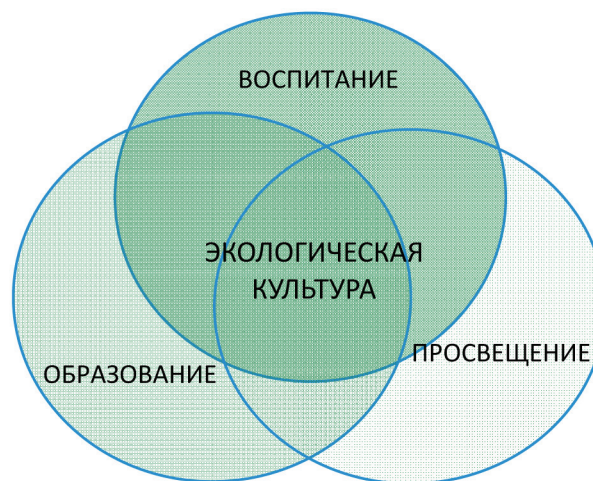 ВОСПИТАНИЕ
ЭКОЛОГИЧЕСКАЯ
КУЛЬТУРА
ПРОСВЕЩЕНИЕ
ОБРАЗОВАНИЕ